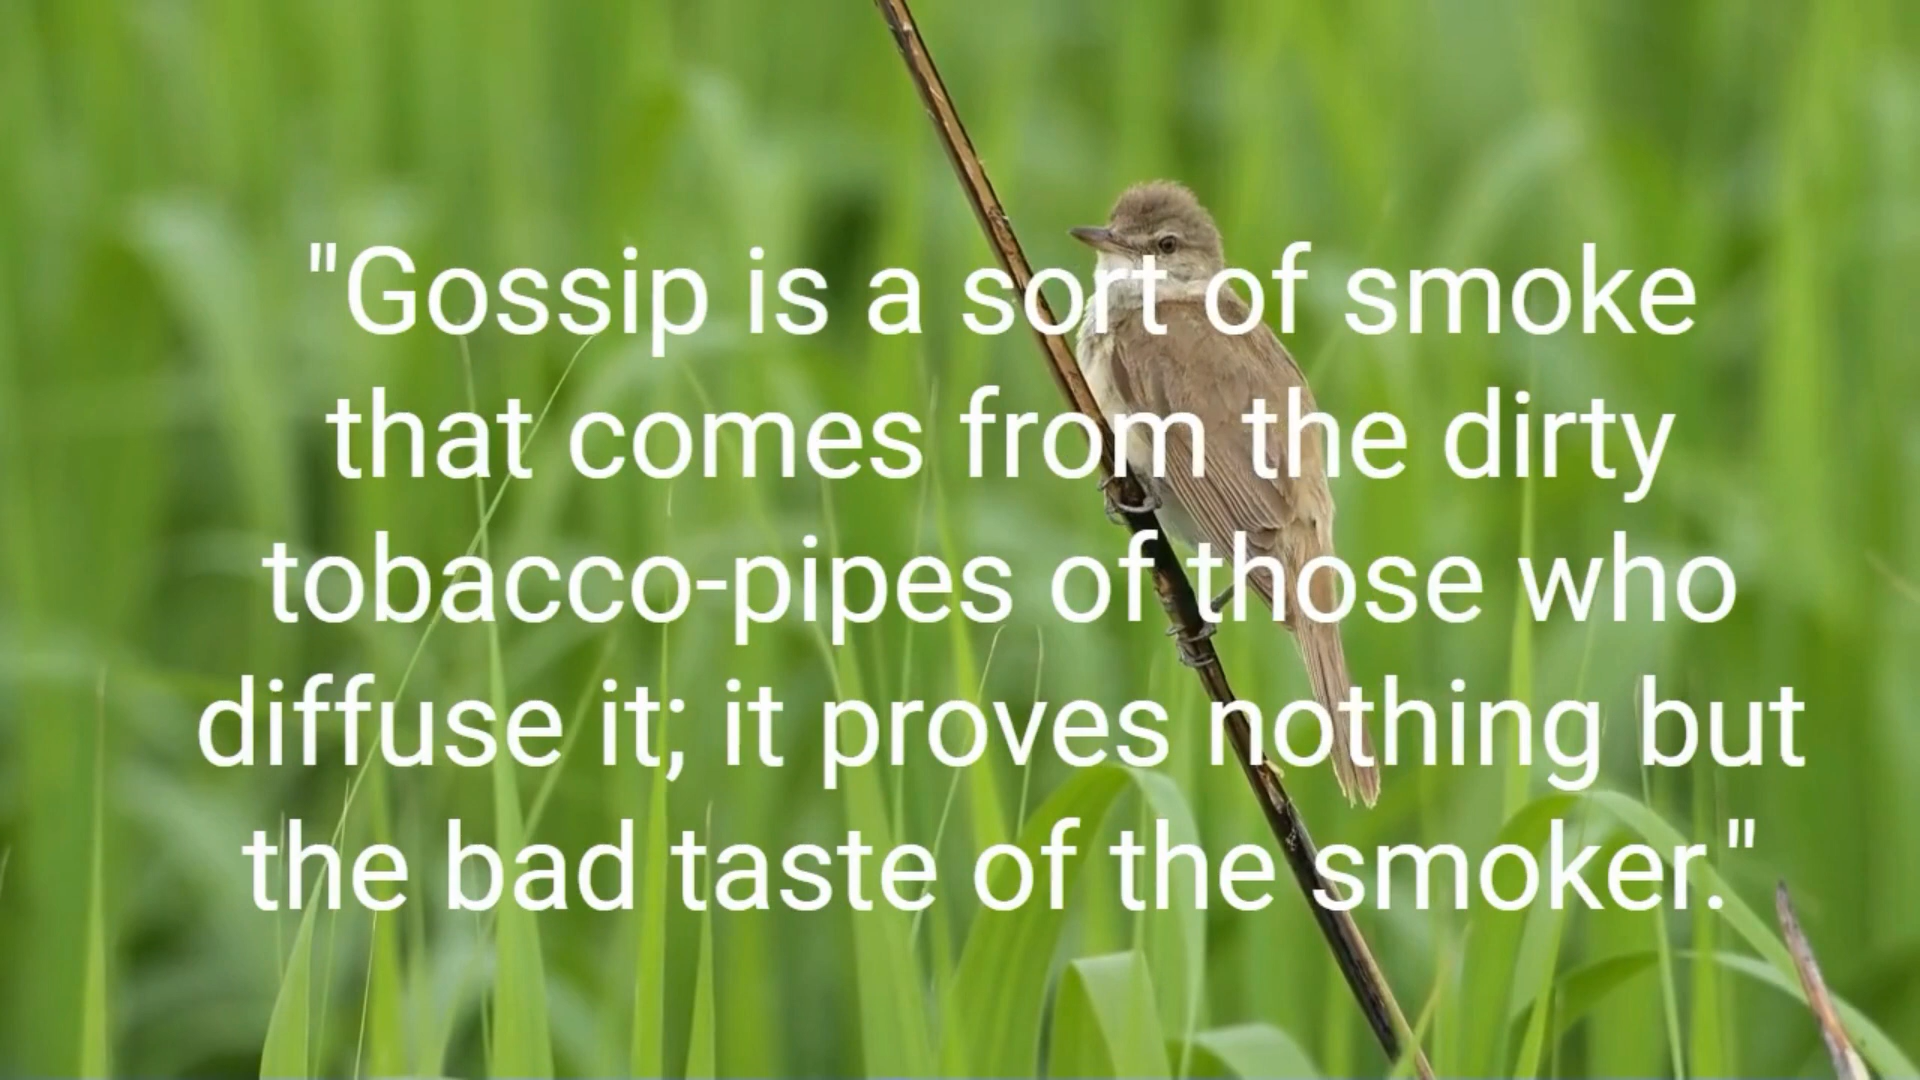 "Gossip is a sort of smoke
that comes from the dirty
tobacco-pipes of those who
diffuse it; it proves nothing but
the bad taste of the smoker."